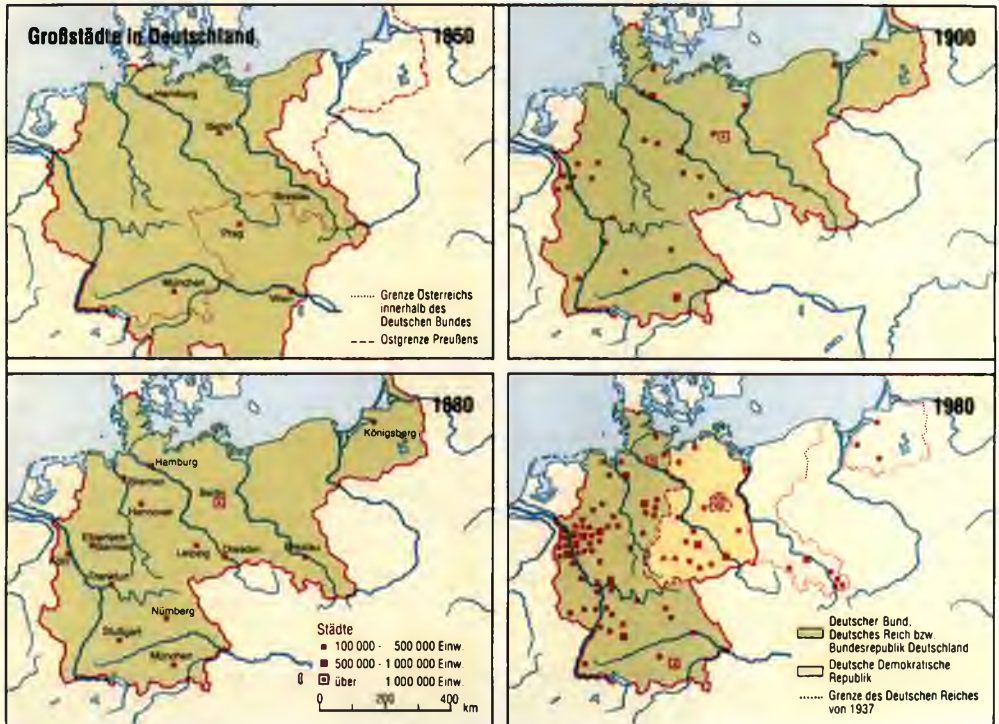 Großstädte in Deutschland
1850
Hamburg
Berlin
Breslau
Prag
München
Wien
Grenze Österreichs
innerhalb des
Deutschen Bundes
Ostgrenze Preußens
1900
1880
Königsberg
Hamburg
Bremen
Berlin
Hannover
Elberfeld
Barmen
Köln
Leipzig
Dresden
Breslau
Frankfurt
Nürnberg
Stuttgart
München
Städte
100 000 - 500 000 Einw.
500 000 - 1 000 000 Einw.
über 1 000 000 Einw.
0 200 400
km
1980
Deutscher Bund,
Deutsches Reich bzw.
Bundesrepublik Deutschland
Deutsche Demokratische
Republik
Grenze des Deutschen Reiches
von 1937